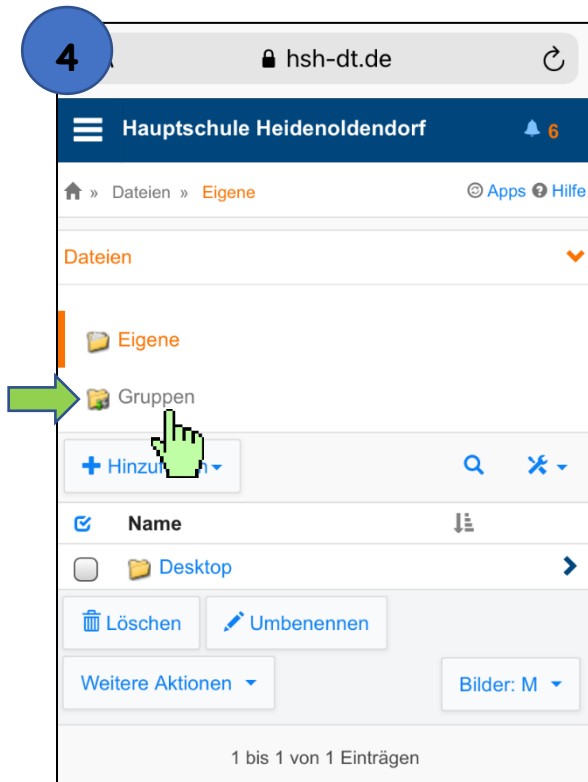 4
hsh-dt.de
Hauptschule Heidenoldendorf 6
» Dateien » Eigene Apps Hilfe
Dateien
Eigene
Gruppen
Name
Desktop
Löschen Umbenennen
Weitere Aktionen Bilder: M
1 bis 1 von 1 Einträgen